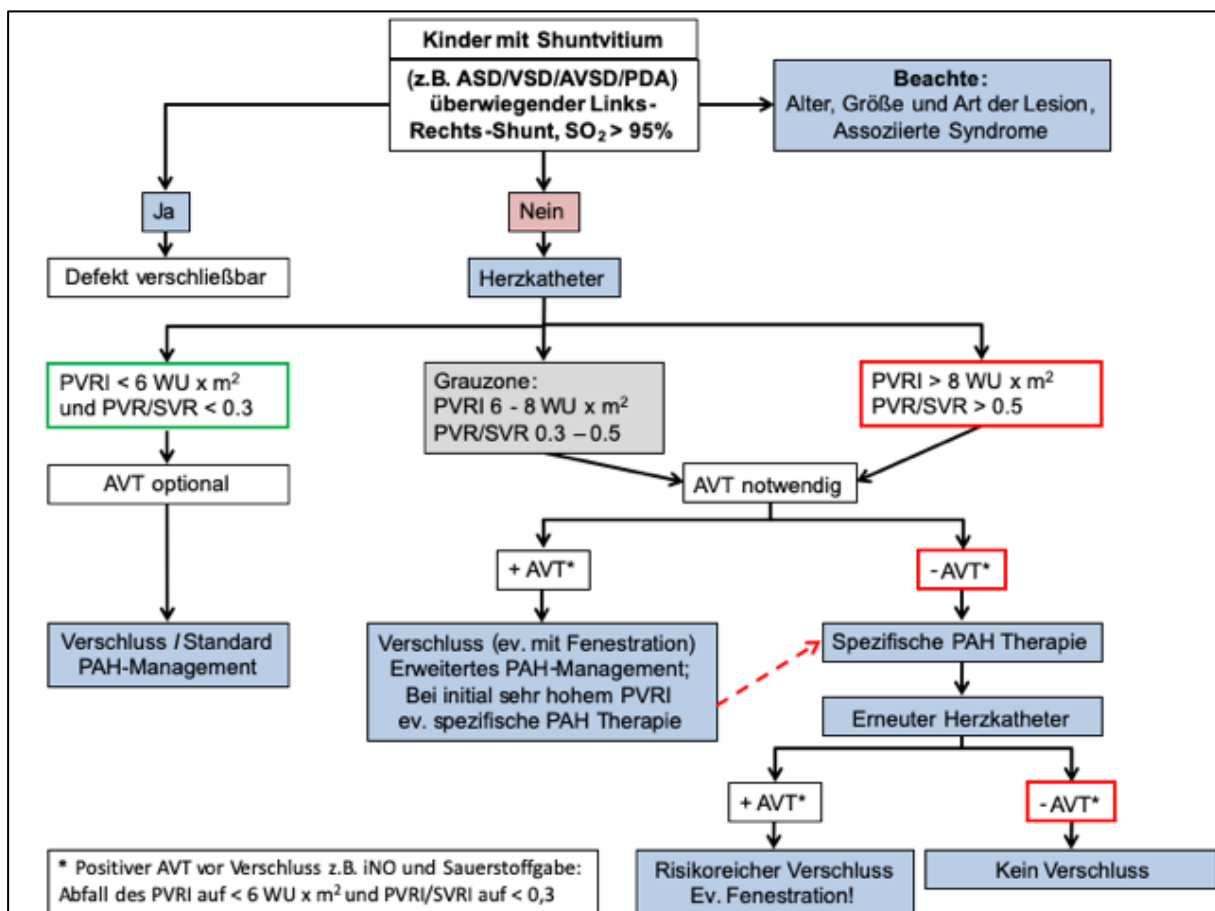 Kinder mit Shuntvitium
(z.B. ASD/VSD/AVSD/PDA)
überwiegender Links-
Rechts-Shunt, SO₂ > 95%
Beachte:
Alter, Größe und Art der Lesion,
Assoziierte Syndrome
Ja
Nein
Defekt verschließbar
Herzkatheter
PVRI < 6 WU x m²
und PVR/SVR < 0.3
Grauzone:
PVRI 6 - 8 WU x m²
PVR/SVR 0.3 – 0.5
PVRI > 8 WU x m²
PVR/SVR > 0.5
AVT optional
AVT notwendig
+ AVT*
- AVT*
Verschluss / Standard
PAH-Management
Verschluss (ev. mit Fenestration)
Erweitertes PAH-Management;
Bei initial sehr hohem PVRI
ev. spezifische PAH Therapie
Spezifische PAH Therapie
Erneuter Herzkatheter
+ AVT*
- AVT*
Risikoreicher Verschluss
Ev. Fenestration!
Kein Verschluss
* Positiver AVT vor Verschluss z.B. iNO und Sauerstoffgabe:
Abfall des PVRI auf < 6 WU x m² und PVRI/SVRI auf < 0,3